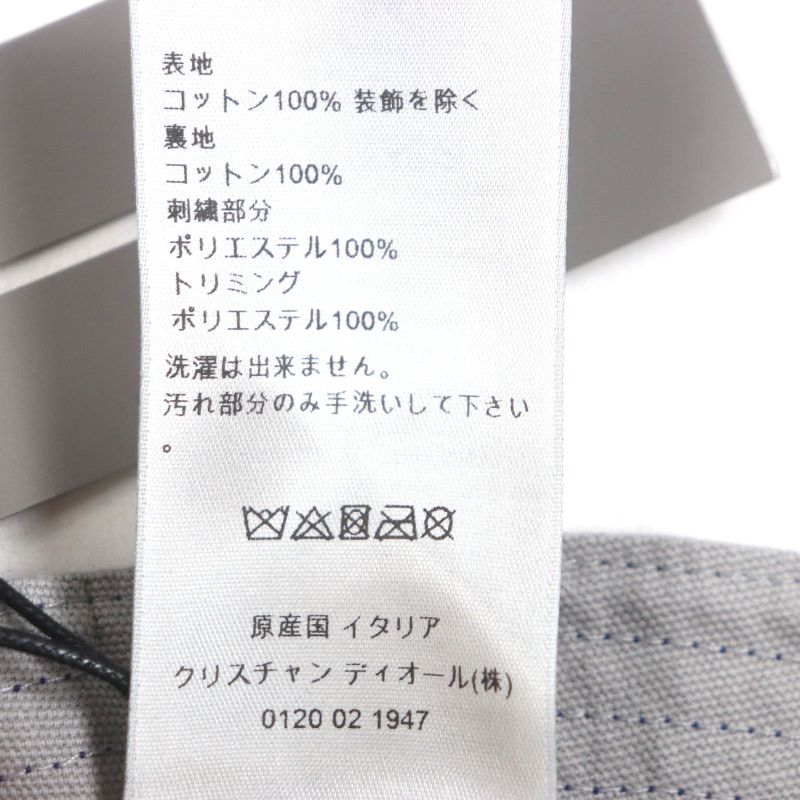 表地
コットン100% 装飾を除く
裏地
コットン100%
刺繍部分
ポリエステル100%
トリミング
ポリエステル100%
洗濯は出来ません。
汚れ部分のみ手洗いして下さい
。
原産国 イタリア
クリスチャン ディオール(株)
0120 02 1947